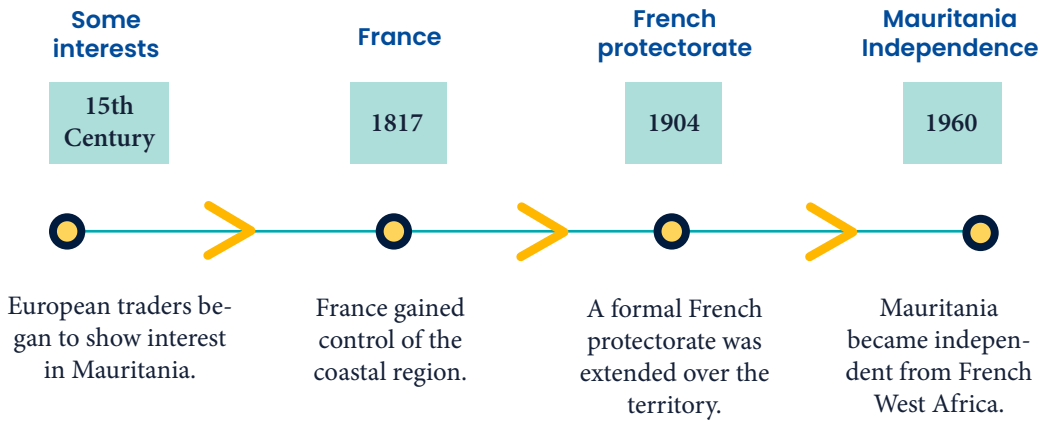 Some
interests
15th
Century
European traders be-
gan to show interest
in Mauritania.
France
1817
France gained
control of the
coastal region.
French
protectorate
1904
A formal French
protectorate was
extended over the
territory.
Mauritania
Independence
1960
Mauritania
became indepen-
dent from French
West Africa.